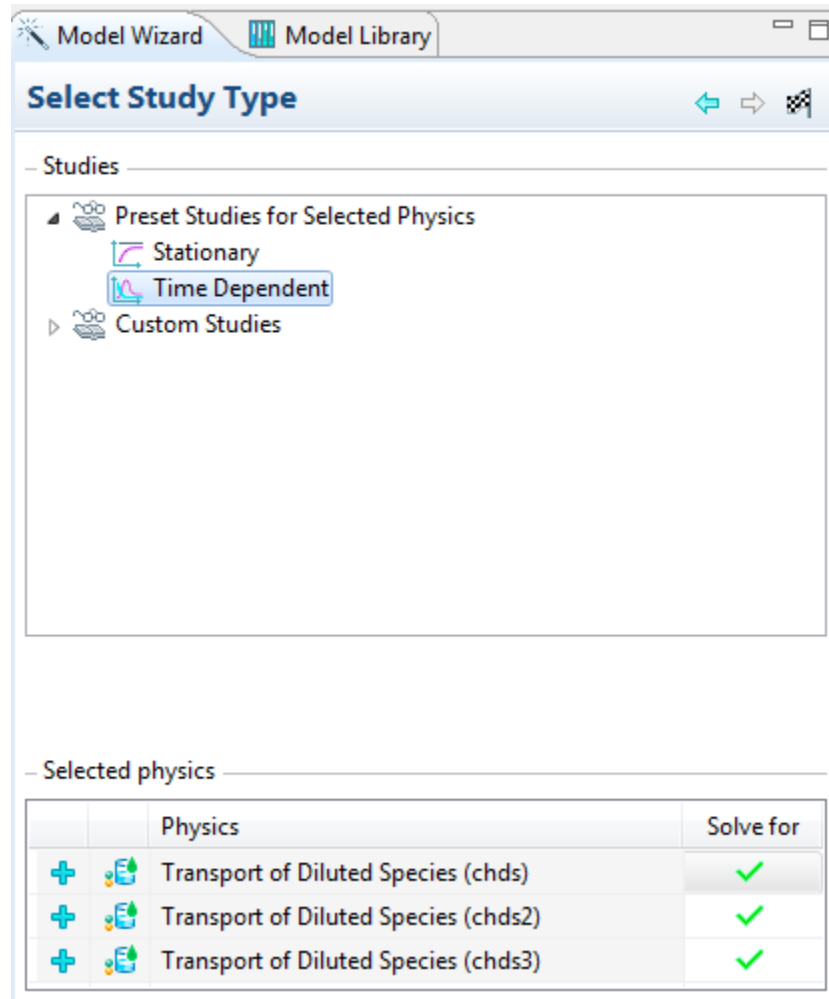 Model Wizard Model Library
Select Study Type
Studies
Preset Studies for Selected Physics
Stationary
Time Dependent
Custom Studies
Selected physics
Physics Solve for
Transport of Diluted Species (chds)
Transport of Diluted Species (chds2)
Transport of Diluted Species (chds3)